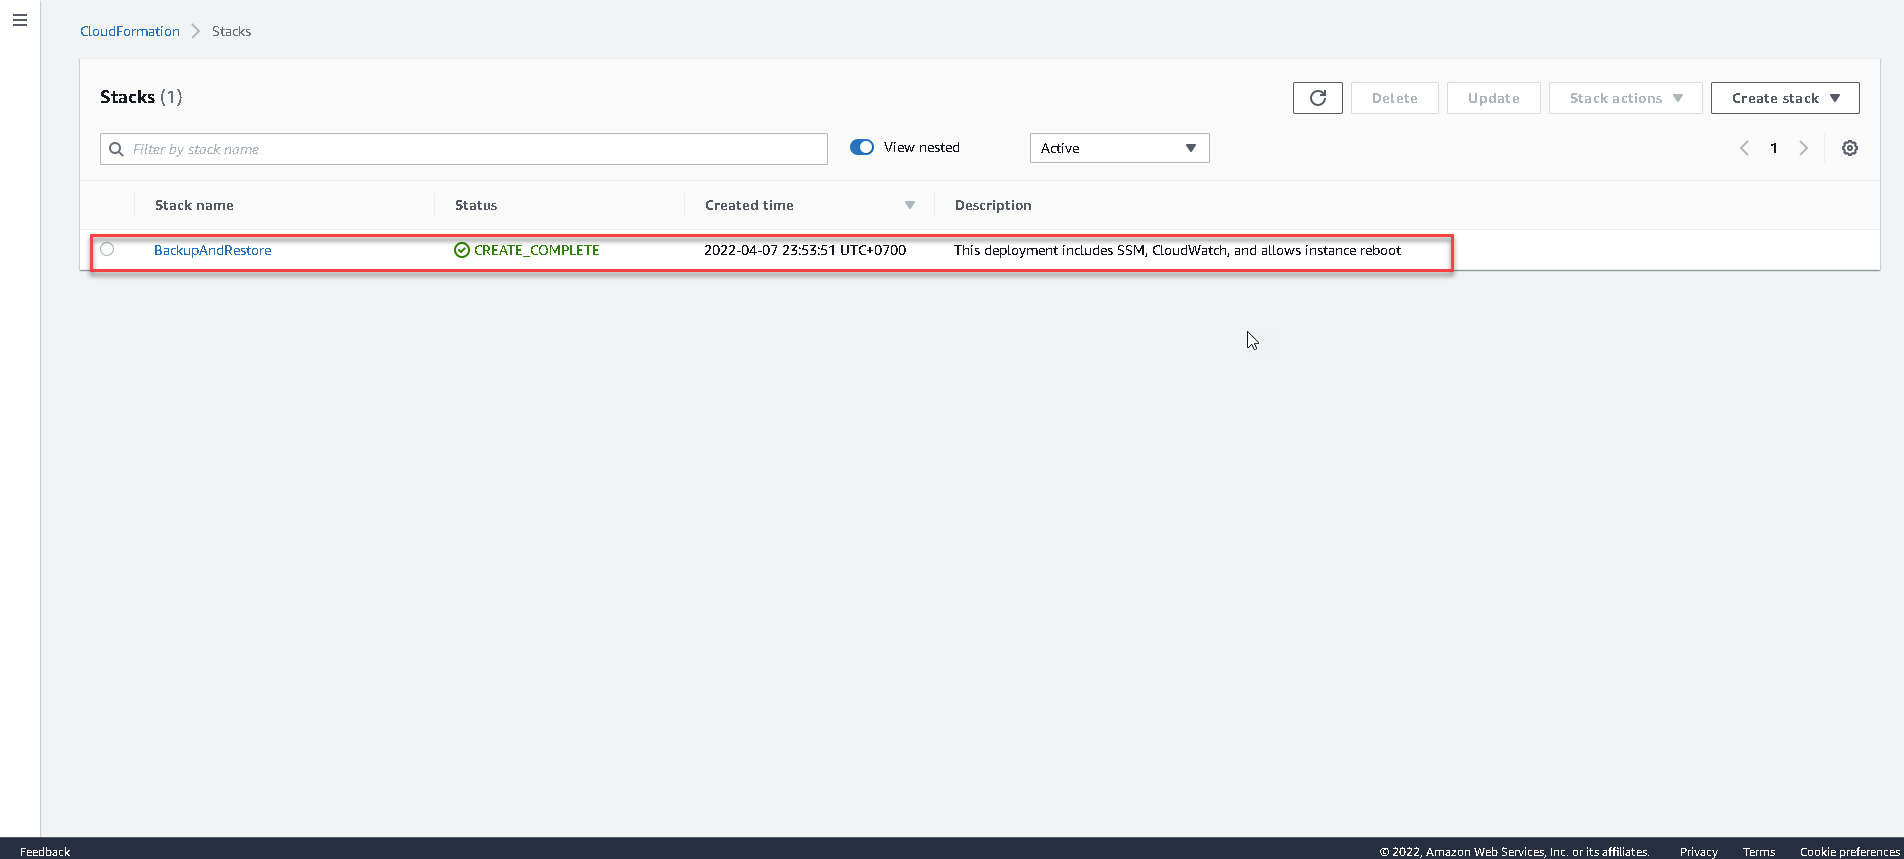 CloudFormation > Stacks
Stacks (1)
Delete
Update
Stack actions
Create stack
Filter by stack name
View nested
Active
1
Stack name Status Created time Description
BackupAndRestore CREATE_COMPLETE 2022-04-07 23:53:51 UTC+0700 This deployment includes SSM, CloudWatch, and allows instance reboot
Feedback © 2022, Amazon Web Services, Inc. or its affiliates. Privacy Terms Cookie preferences